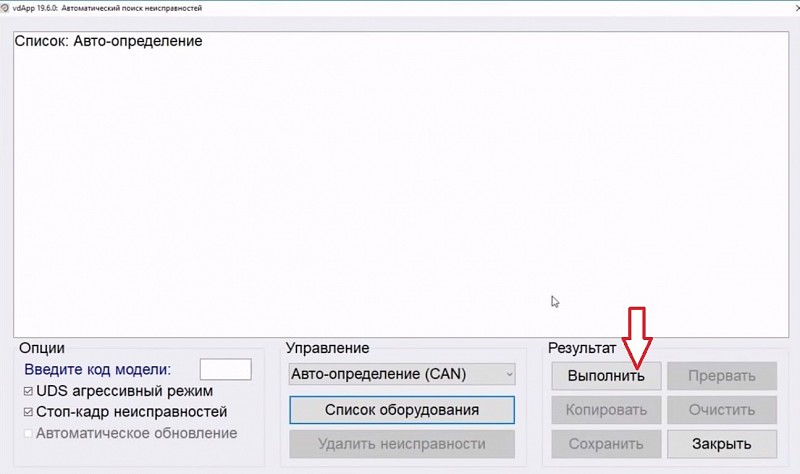 vdApp 19.6.0: Автоматический поиск неисправностей
Список: Авто-определение
Опции
Введите код модели:
UDS агрессивный режим
Стоп-кадр неисправностей
Автоматическое обновление
Управление
Авто-определение (CAN)
Список оборудования
Удалить неисправности
Результат
Выполнить Прервать
Копировать Очистить
Сохранить Закрыть